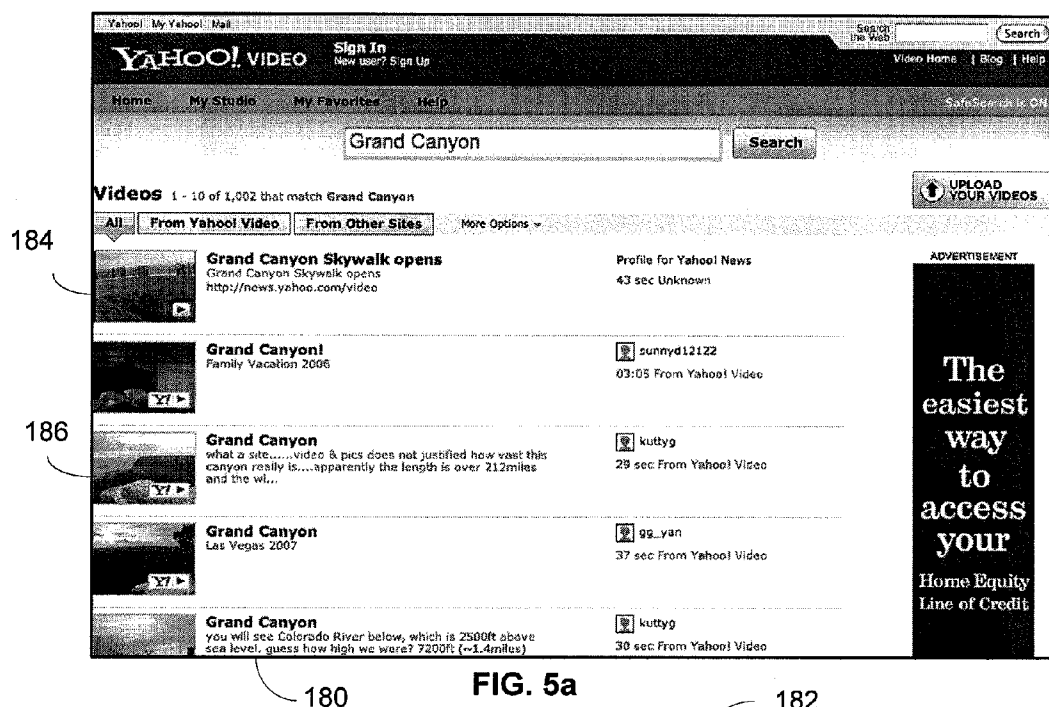 Yahoo! My Yahoo! Mail
Search the Web
Search
YAHOO! VIDEO
Sign In
New user? Sign Up
Video Home | Blog | Help
Home My Studio My Favorites Help
SafeSearch is ON
Grand Canyon
Search
Videos 1 - 10 of 1,002 that match Grand Canyon
UPLOAD YOUR VIDEOS
All From Yahoo! Video From Other Sites More Options
184
Grand Canyon Skywalk opens
Grand Canyon Skywalk opens
http://news.yahoo.com/video
Profile for Yahoo! News
43 sec Unknown
ADVERTISEMENT
Grand Canyon!
Family Vacation 2006
sunnyd12122
03:05 From Yahoo! Video
Y!
186
Grand Canyon
what a site......video & pics does not justified how vast this
canyon really is....apparently the length is over 212miles
and the wi...
kuttyg
29 sec From Yahoo! Video
Y!
Grand Canyon
Las Vegas 2007
gg_yan
37 sec From Yahoo! Video
Y!
Grand Canyon
you will see Colorado River below, which is 2500ft above
sea level. guess how high we were? 7200ft (~1.4miles)
kuttyg
30 sec From Yahoo! Video
The
easiest
way
to
access
your
Home Equity
Line of Credit
180
FIG. 5a
182